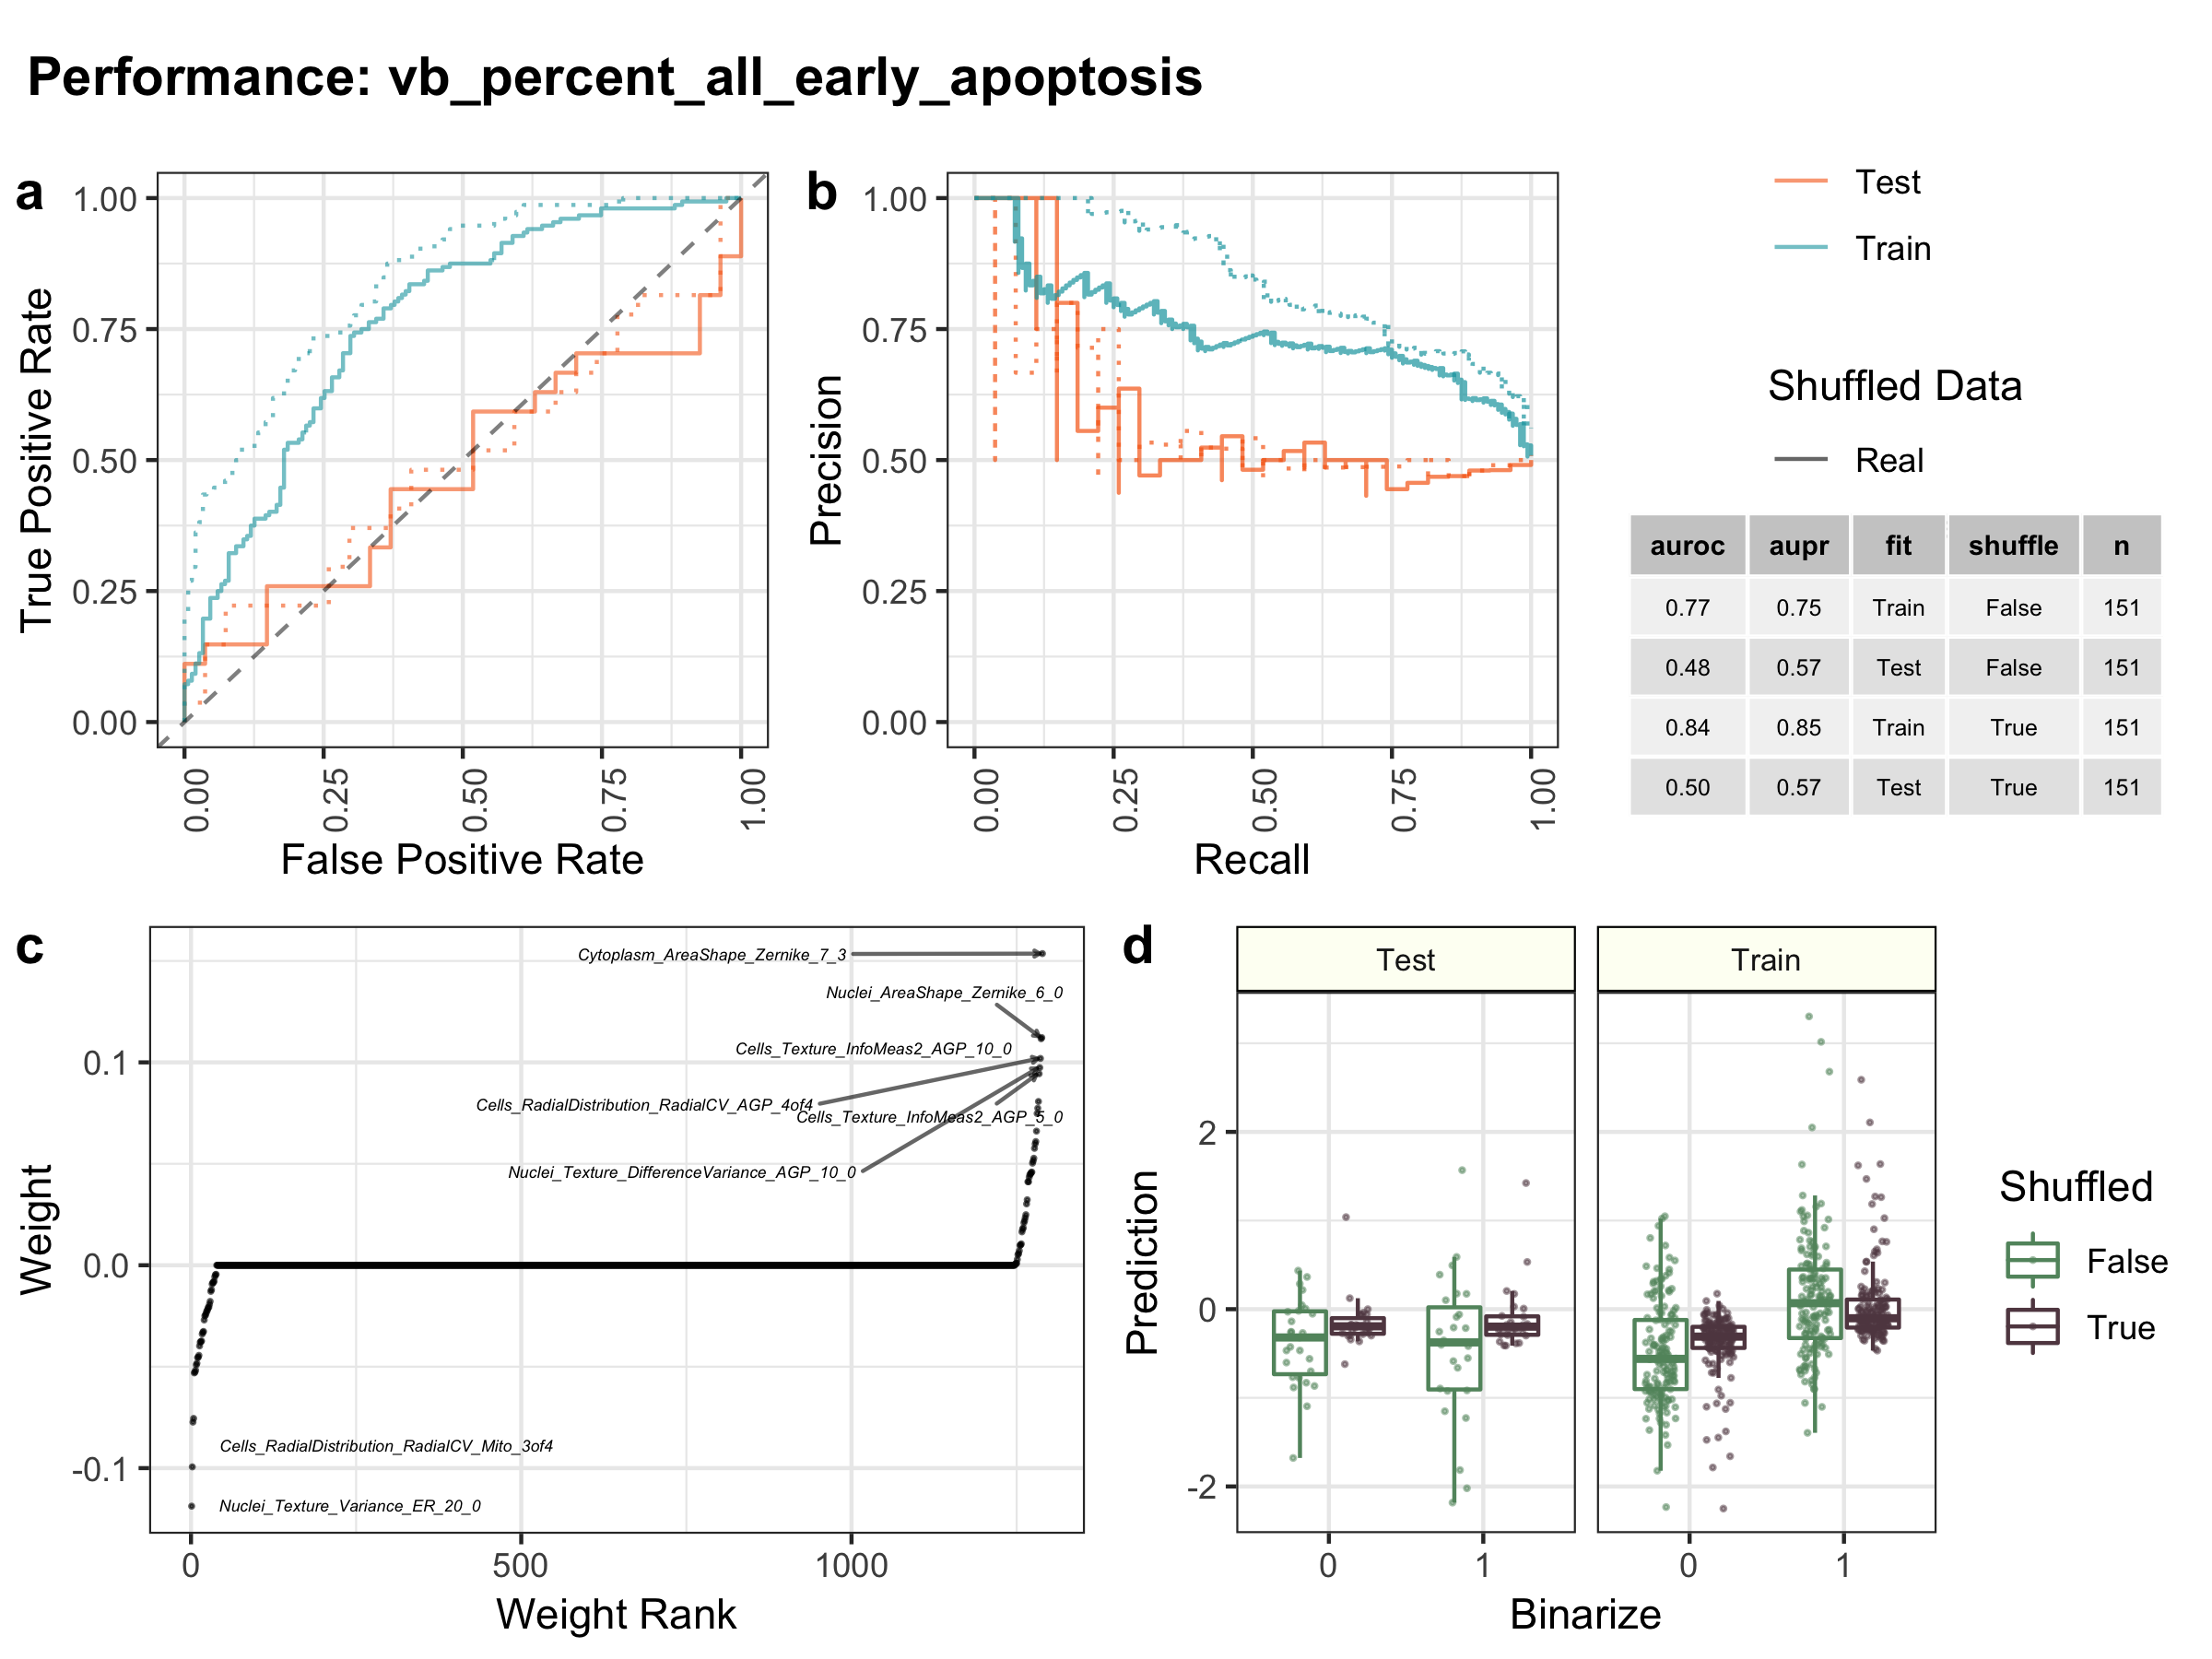 Performance: vb_percent_all_early_apoptosis
a
1.00
0.75
0.50
0.25
0.00
True Positive Rate
0.00
0.25
0.50
0.75
1.00
False Positive Rate
b
1.00
0.75
0.50
0.25
0.00
Precision
0.00
0.25
0.50
0.75
1.00
Recall
Test
Train
Shuffled Data
Real
auroc aupr fit shuffle n
0.77 0.75 Train False 151
0.48 0.57 Test False 151
0.84 0.85 Train True 151
0.50 0.57 Test True 151
c
Cytoplasm_AreaShape_Zernike_7_3
Nuclei_AreaShape_Zernike_6_0
Cells_Texture_InfoMeas2_AGP_10_0
Cells_RadialDistribution_RadialCV_AGP_4of4
Cells_Texture_InfoMeas2_AGP_5_0
Nuclei_Texture_DifferenceVariance_AGP_10_0
Cells_RadialDistribution_RadialCV_Mito_3of4
Nuclei_Texture_Variance_ER_20_0
0.1
0.0
-0.1
Weight
0
500
1000
Weight Rank
d
Test
Train
2
0
-2
Prediction
0
1
0
1
Binarize
Shuffled
False
True